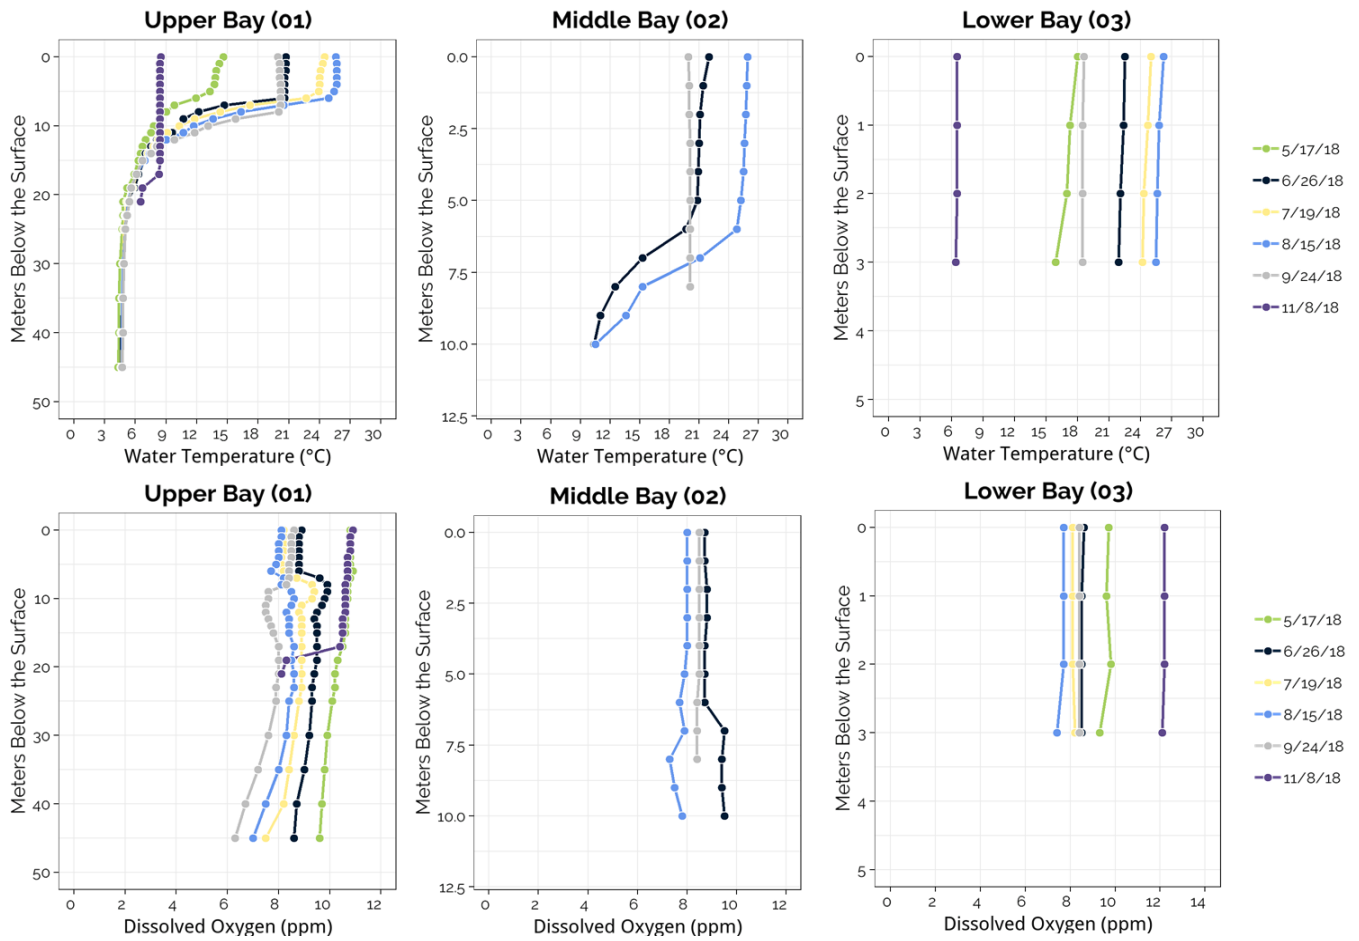 Upper Bay (01)
Middle Bay (02)
Lower Bay (03)
Meters Below the Surface
0
10
20
30
40
50
0 3 6 9 12 15 18 21 24 27 30
Water Temperature (°C)
Meters Below the Surface
0.0
2.5
5.0
7.5
10.0
12.5
0 3 6 9 12 15 18 21 24 27 30
Water Temperature (°C)
Meters Below the Surface
0
1
2
3
4
5
0 3 6 9 12 15 18 21 24 27 30
Water Temperature (°C)
5/17/18
6/26/18
7/19/18
8/15/18
9/24/18
11/8/18
Upper Bay (01)
Middle Bay (02)
Lower Bay (03)
Meters Below the Surface
0
10
20
30
40
50
0 2 4 6 8 10 12
Dissolved Oxygen (ppm)
Meters Below the Surface
0.0
2.5
5.0
7.5
10.0
12.5
0 2 4 6 8 10 12
Dissolved Oxygen (ppm)
Meters Below the Surface
0
1
2
3
4
5
0 2 4 6 8 10 12 14
Dissolved Oxygen (ppm)
5/17/18
6/26/18
7/19/18
8/15/18
9/24/18
11/8/18